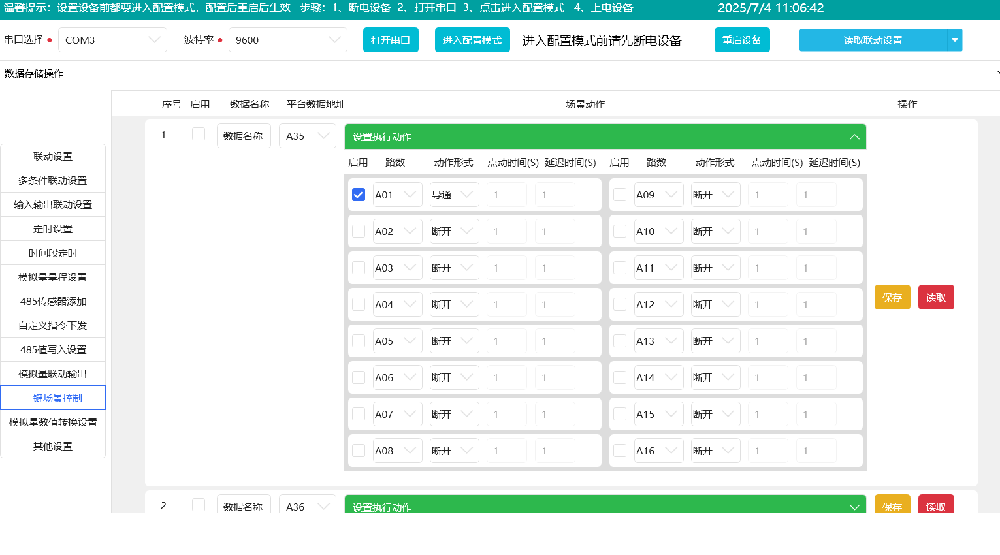 温馨提示：设置设备前都要进入配置模式，配置后重启后生效 步骤：1、断电设备 2、打开串口 3、点击进入配置模式 4、上电设备 2025/7/4 11:06:42
串口选择 COM3 波特率 9600 打开串口 进入配置模式 进入配置模式前请先断电设备 重启设备 读取联动设置
数据存储操作
序号 启用 数据名称 平台数据地址 场景动作 操作
1 数据名称 A35 设置执行动作
启用 路数 动作形式 点动时间(S) 延迟时间(S) 启用 路数 动作形式 点动时间(S) 延迟时间(S)
A01 导通 1 1 A09 断开 1 1
A02 断开 1 1 A10 断开 1 1
A03 断开 1 1 A11 断开 1 1
A04 断开 1 1 A12 断开 1 1
A05 断开 1 1 A13 断开 1 1
A06 断开 1 1 A14 断开 1 1
A07 断开 1 1 A15 断开 1 1
A08 断开 1 1 A16 断开 1 1
保存 读取
2 数据名称 A36 设置执行动作 保存 读取
联动设置
多条件联动设置
输入输出联动设置
定时设置
时间段定时
模拟量量程设置
485传感器添加
自定义指令下发
485值写入设置
模拟量联动输出
一键场景控制
模拟量数值转换设置
其他设置